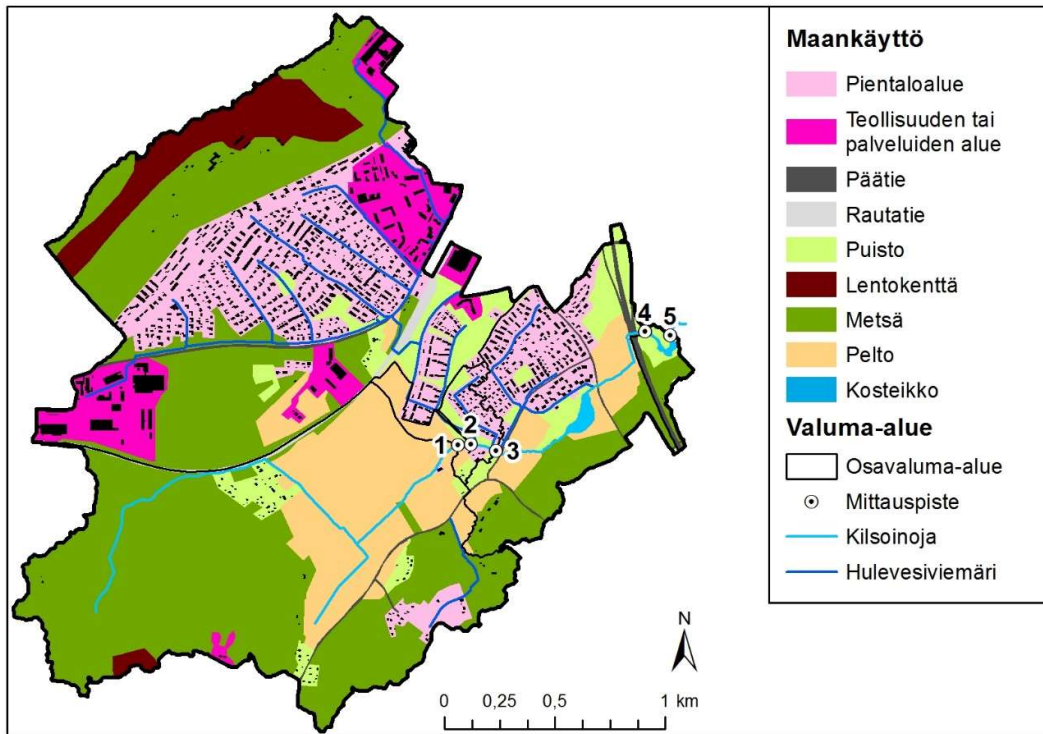 Maankäyttö
Pientaloalue
Teollisuuden tai
palveluiden alue
Päätie
Rautatie
Puisto
Lentokenttä
Metsä
Pelto
Kosteikko
Valuma-alue
Osavaluma-alue
Mittauspiste
Kilsoinoja
Hulevesiviemäri
4
5
2
1
3
N
0
0,25
0,5
1 km